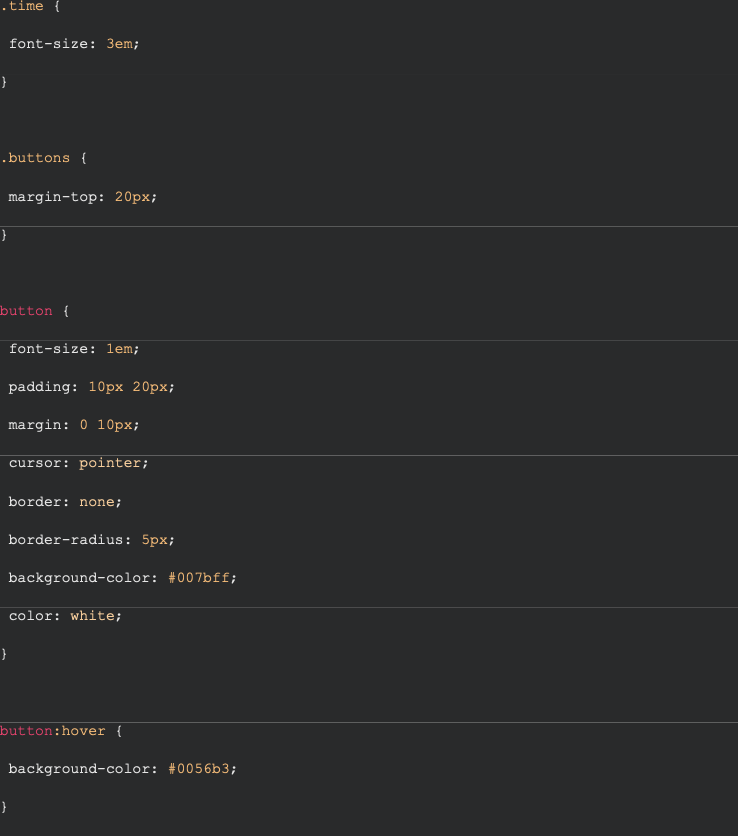 .time {
font-size: 3em;
}
.buttons {
margin-top: 20px;
}
button {
font-size: 1em;
padding: 10px 20px;
margin: 0 10px;
cursor: pointer;
border: none;
border-radius: 5px;
background-color: #007bff;
color: white;
}
button:hover {
background-color: #0056b3;
}